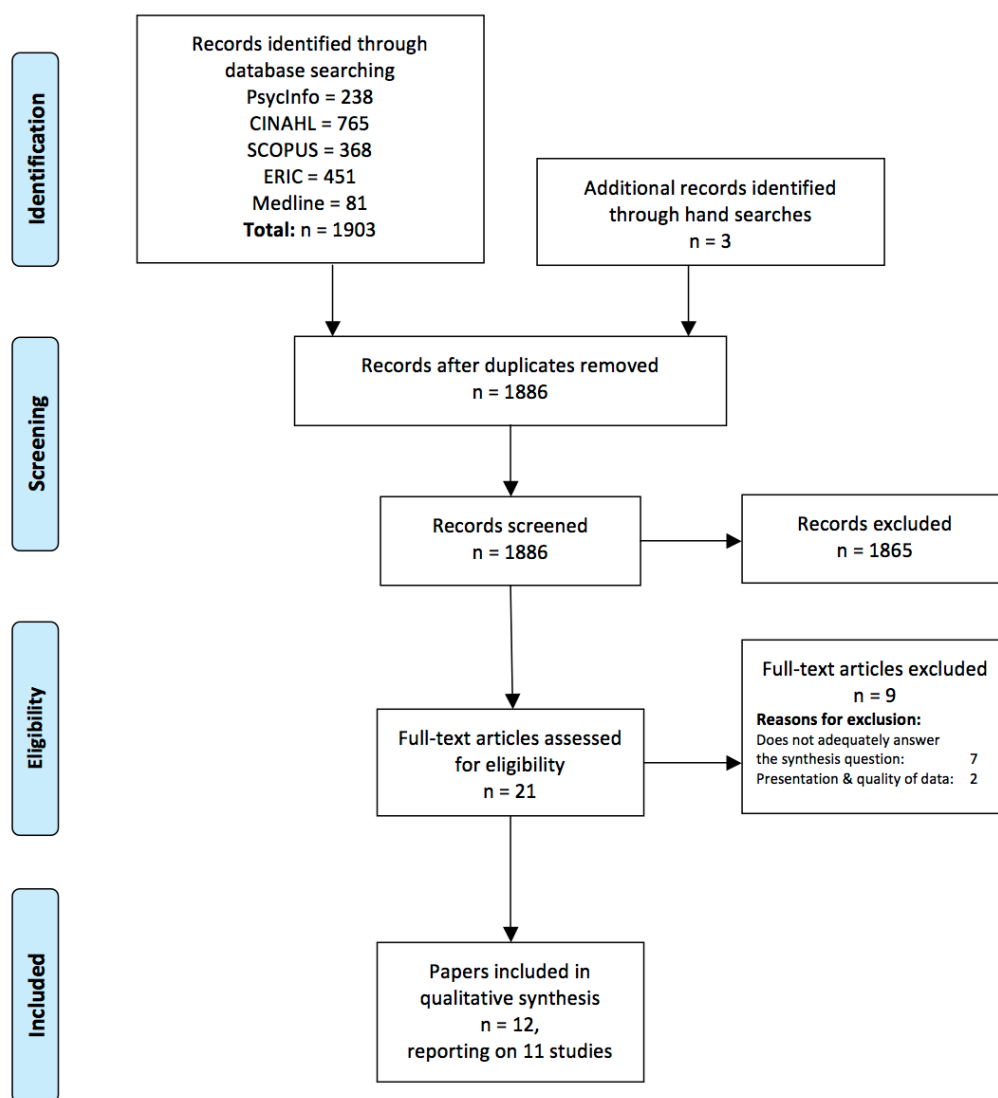 Identification
Records identified through
database searching
PsycInfo = 238
CINAHL = 765
SCOPUS = 368
ERIC = 451
Medline = 81
Total: n = 1903
Additional records identified
through hand searches
n = 3
Screening
Records after duplicates removed
n = 1886
Records screened
n = 1886
Records excluded
n = 1865
Eligibility
Full-text articles assessed
for eligibility
n = 21
Full-text articles excluded
n = 9
Reasons for exclusion:
Does not adequately answer
the synthesis question: 7
Presentation & quality of data: 2
Included
Papers included in
qualitative synthesis
n = 12,
reporting on 11 studies